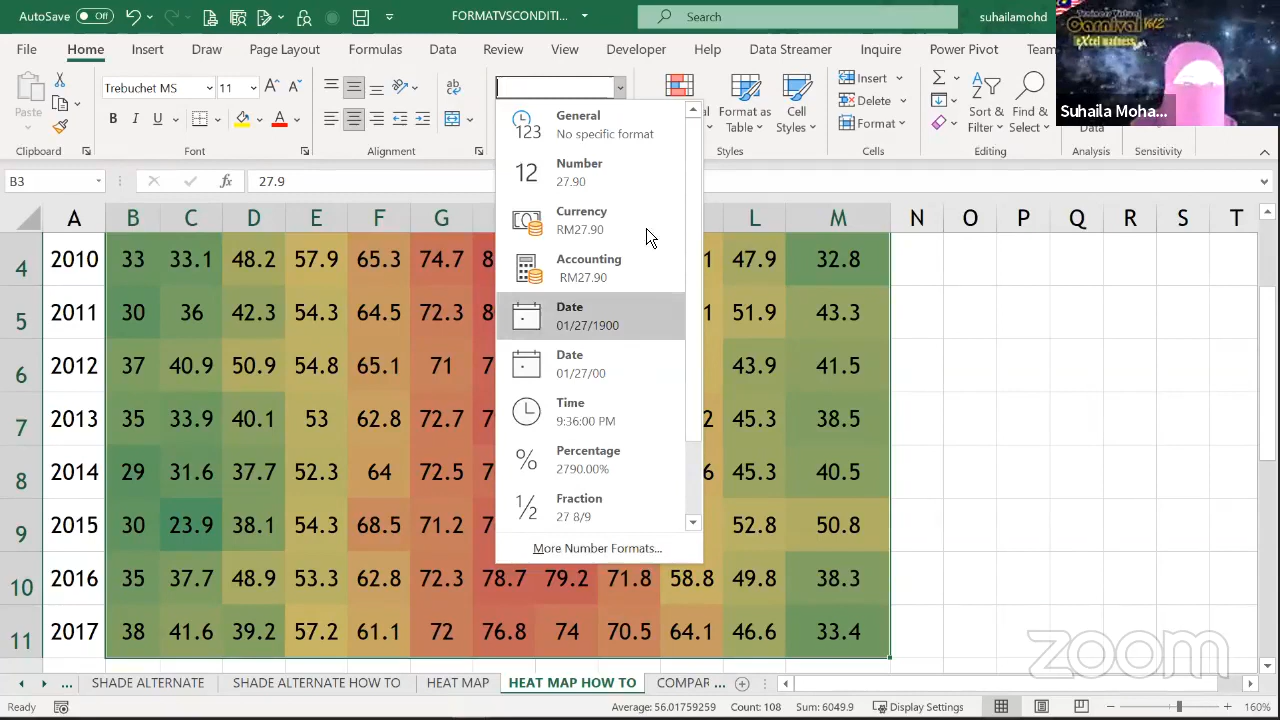 AutoSave Off FORMATVSCONDITI... Search suhailamohd
Trainers Virtual
Carnival Vol.2
eXcel madness
File Home Insert Draw Page Layout Formulas Data Review View Developer Help Data Streamer Inquire Power Pivot Team
Paste Trebuchet MS 11 Insert Delete Format
Format as Table Cell Styles Sort & Filter Find & Select Data
Suhaila Moha...
Clipboard Font Alignment Styles Cells Editing Analysis Sensitivity
B3 27.9
A B C D E F G L M N O P Q R S T
4 2010 33 33.1 48.2 57.9 65.3 74.7 8 1 47.9 32.8
5 2011 30 36 42.3 54.3 64.5 72.3 8 1 51.9 43.3
6 2012 37 40.9 50.9 54.8 65.1 71 7 43.9 41.5
7 2013 35 33.9 40.1 53 62.8 72.7 7 2 45.3 38.5
8 2014 29 31.6 37.7 52.3 64 72.5 7 6 45.3 40.5
9 2015 30 23.9 38.1 54.3 68.5 71.2 7 52.8 50.8
10 2016 35 37.7 48.9 53.3 62.8 72.3 78.7 79.2 71.8 58.8 49.8 38.3
11 2017 38 41.6 39.2 57.2 61.1 72 76.8 74 70.5 64.1 46.6 33.4
General
No specific format
Number
27.90
Currency
RM27.90
Accounting
RM27.90
Date
01/27/1900
Date
01/27/00
Time
9:36:00 PM
Percentage
2790.00%
Fraction
27 8/9
More Number Formats...
zoom
... SHADE ALTERNATE SHADE ALTERNATE HOW TO HEAT MAP HEAT MAP HOW TO COMPAR ...
Ready Average: 56.01759259 Count: 108 Sum: 6049.9 Display Settings 160%